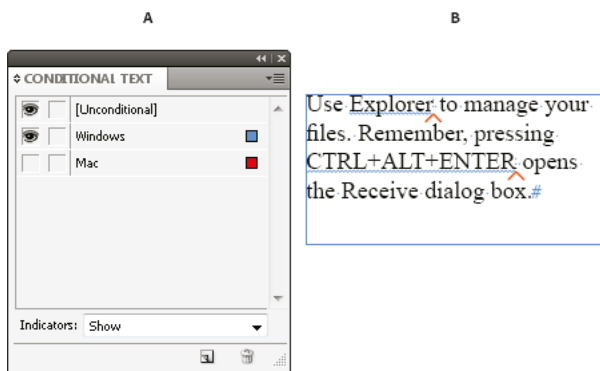 A
B
CONDITIONAL TEXT
[Unconditional]
Windows
Mac
Indicators: Show
Use Explorer to manage your
files. Remember, pressing
CTRL+ALT+ENTER opens
the Receive dialog box.#